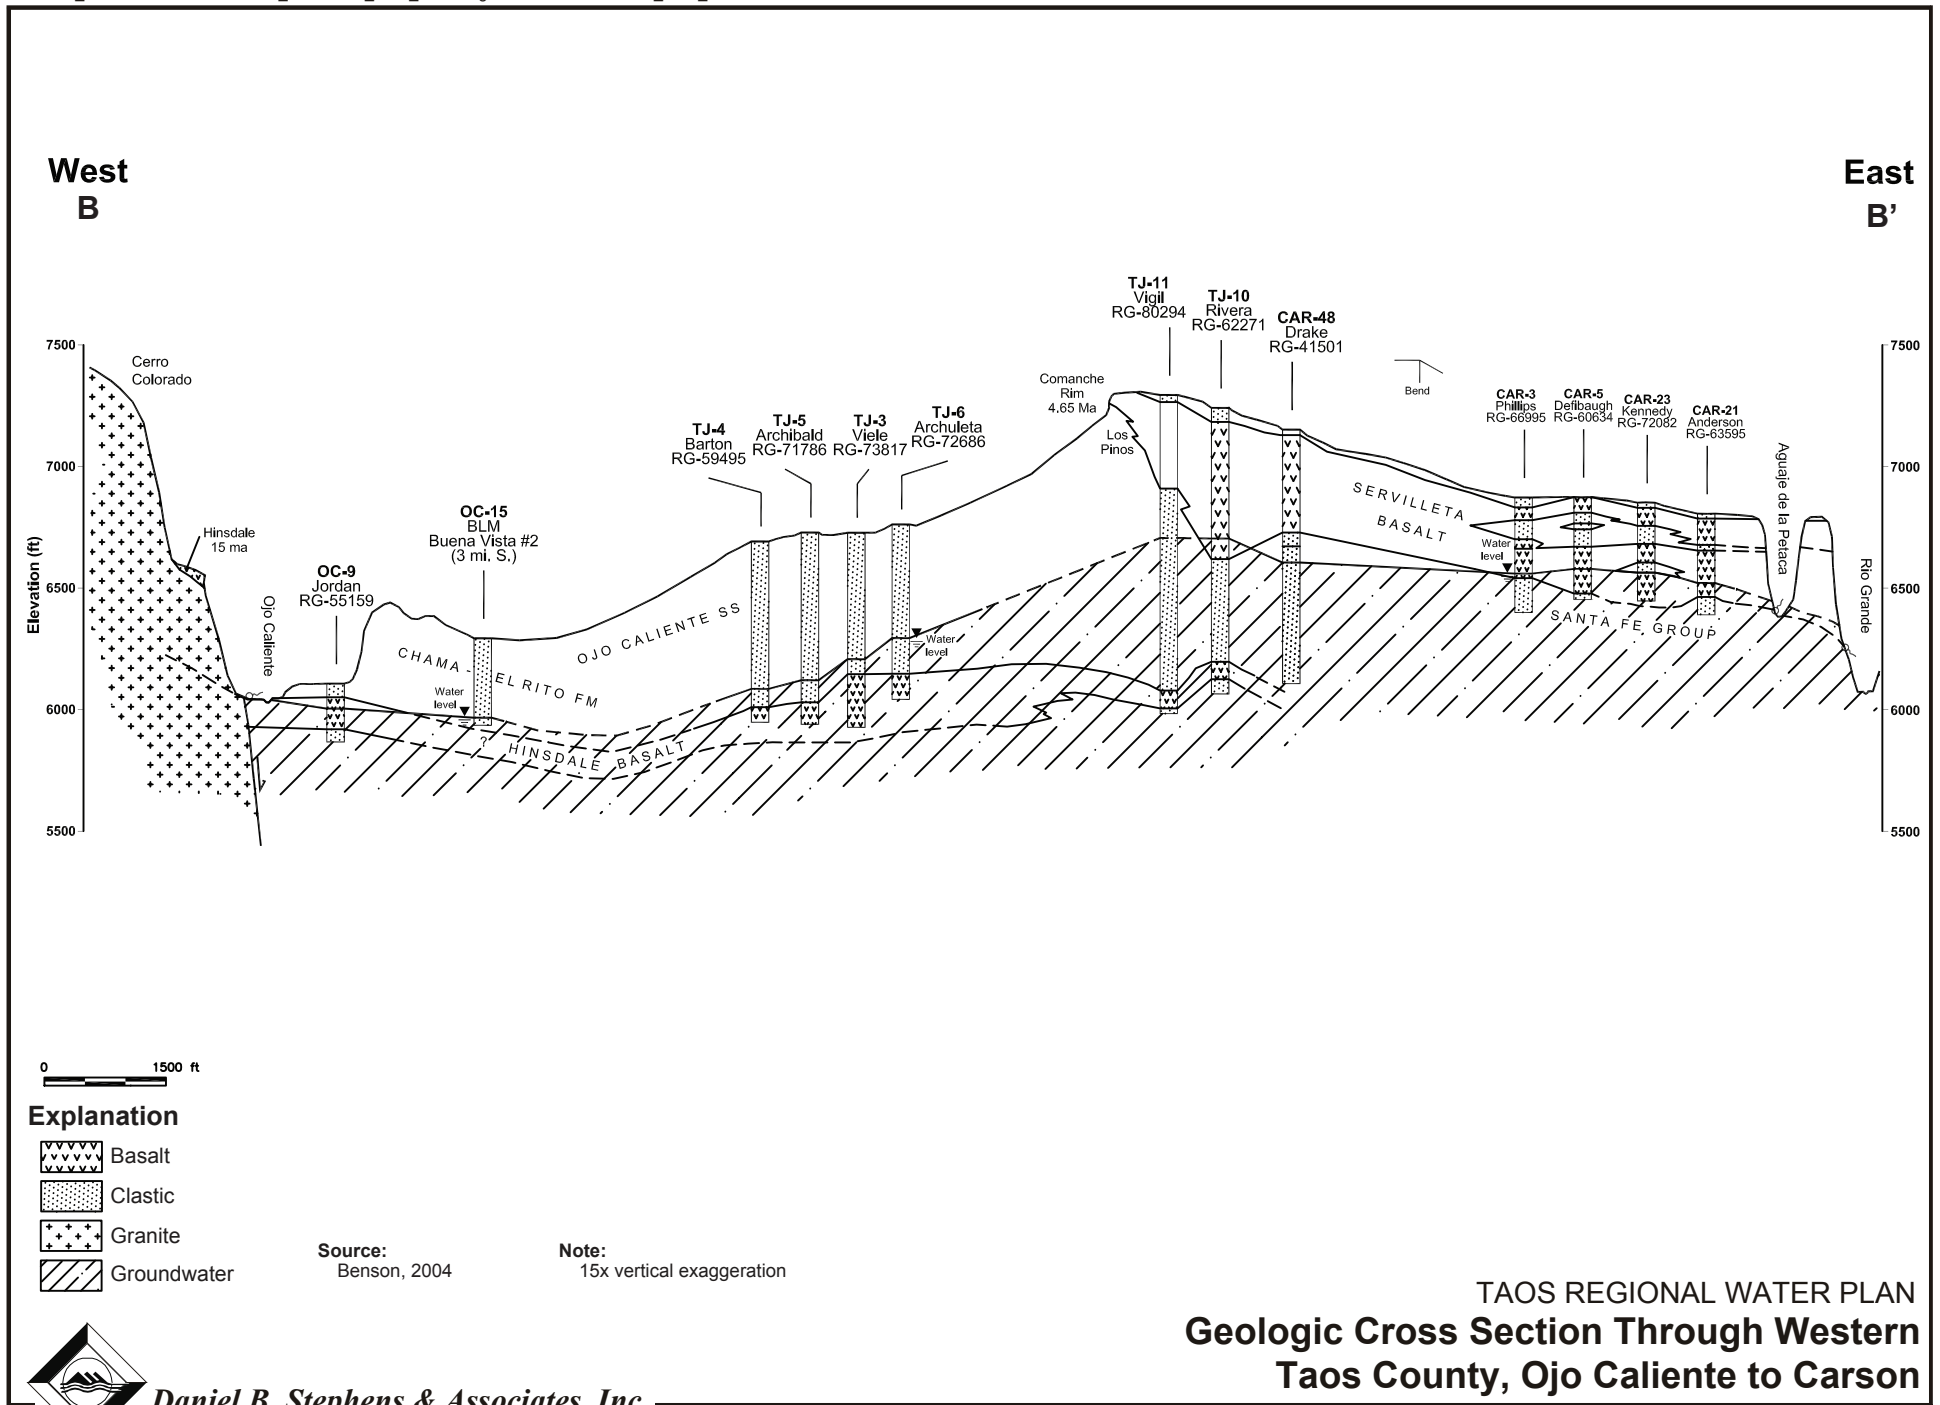 West
B
East
B’
7500
7000
6500
6000
5500
Elevation (ft)
Cerro
Colorado
Hinsdale
15 ma
Ojo Caliente
OC-9
Jordan
RG-55159
OC-15
BLM
Buena Vista #2
(3 mi. S.)
TJ-4
Barton
RG-59495
TJ-5
Archibald
RG-71786
TJ-3
Viele
RG-73817
TJ-6
Archuleta
RG-72686
Comanche
Rim
4.65 Ma
Los
Pinos
TJ-11
Vigil
RG-80294
TJ-10
Rivera
RG-62271
CAR-48
Drake
RG-41501
Bend
CAR-3
Phillips
RG-66995
CAR-5
Defibaugh
RG-60634
CAR-23
Kennedy
RG-72082
CAR-21
Anderson
RG-63595
Aguaje de la Petaca
Rio Grande
7500
7000
6500
6000
5500
CHAMA - EL RITO FM
OJO CALIENTE SS
? HINSDALE BASALT
SERVILLETA
BASALT
SANTA FE GROUP
Water
level
Water
level
Water
level
0 1500 ft
Explanation
Basalt
Clastic
Granite
Groundwater
Source:
Benson, 2004
Note:
15x vertical exaggeration
TAOS REGIONAL WATER PLAN
Geologic Cross Section Through Western
Taos County, Ojo Caliente to Carson
Daniel B. Stephens & Associates, Inc.